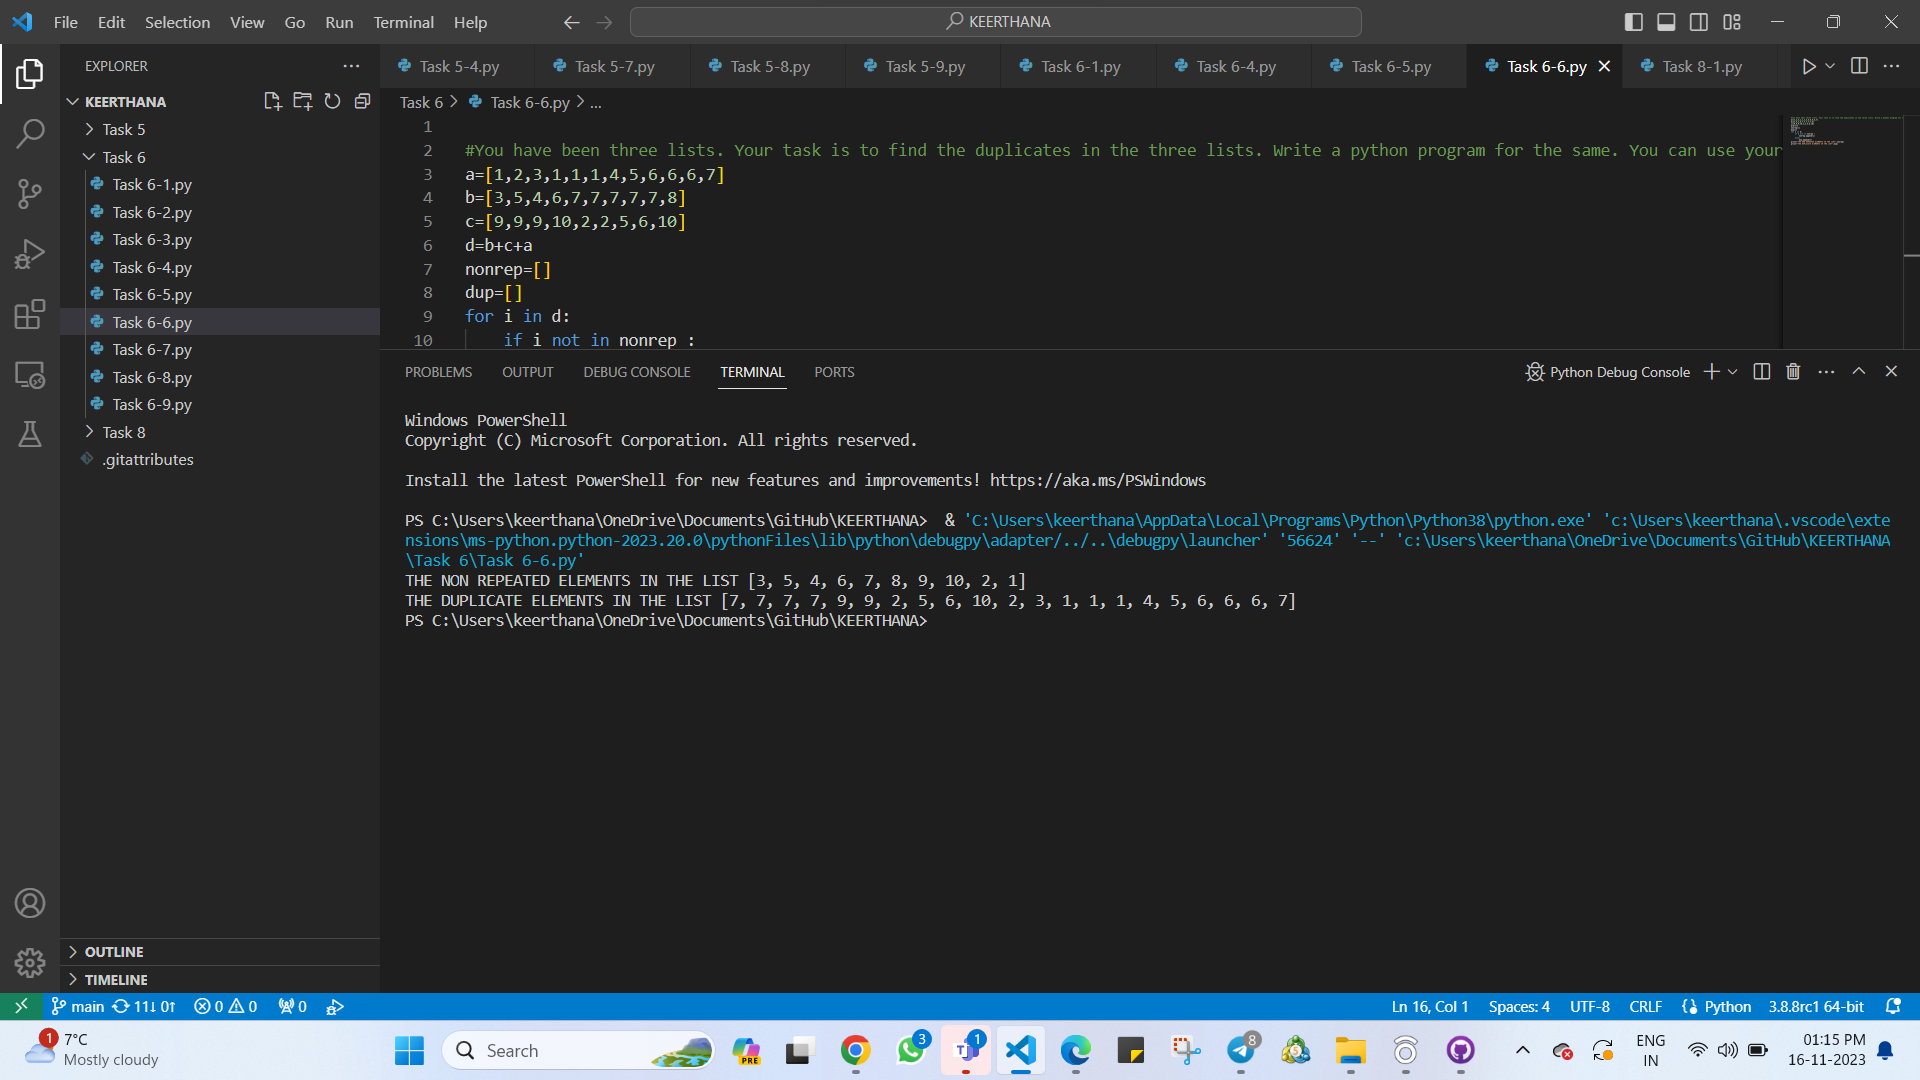 File Edit Selection View Go Run Terminal Help
KEERTHANA
EXPLORER
KEERTHANA
Task 5
Task 6
Task 6-1.py
Task 6-2.py
Task 6-3.py
Task 6-4.py
Task 6-5.py
Task 6-6.py
Task 6-7.py
Task 6-8.py
Task 6-9.py
Task 8
.gitattributes
OUTLINE
TIMELINE
Task 5-4.py Task 5-7.py Task 5-8.py Task 5-9.py Task 6-1.py Task 6-4.py Task 6-5.py Task 6-6.py Task 8-1.py
Task 6 > Task 6-6.py > ...
1
2 #You have been three lists. Your task is to find the duplicates in the three lists. Write a python program for the same. You can use your
3 a=[1,2,3,1,1,1,4,5,6,6,6,7]
4 b=[3,5,4,6,7,7,7,7,7,8]
5 c=[9,9,9,10,2,2,5,6,10]
6 d=b+c+a
7 nonrep=[]
8 dup=[]
9 for i in d:
10 if i not in nonrep :
PROBLEMS OUTPUT DEBUG CONSOLE TERMINAL PORTS
Python Debug Console
Windows PowerShell
Copyright (C) Microsoft Corporation. All rights reserved.
Install the latest PowerShell for new features and improvements! https://aka.ms/PSWindows
PS C:\Users\keerthana\OneDrive\Documents\GitHub\KEERTHANA>  & 'C:\Users\keerthana\AppData\Local\Programs\Python\Python38\python.exe' 'c:\Users\keerthana\.vscode\exte
nsions\ms-python.python-2023.20.0\pythonFiles\lib\python\debugpy\adapter/../..\debugpy\launcher' '56624' '--' 'c:\Users\keerthana\OneDrive\Documents\GitHub\KEERTHANA
\Task 6\Task 6-6.py'
THE NON REPEATED ELEMENTS IN THE LIST [3, 5, 4, 6, 7, 8, 9, 10, 2, 1]
THE DUPLICATE ELEMENTS IN THE LIST [7, 7, 7, 7, 9, 9, 2, 5, 6, 10, 2, 3, 1, 1, 1, 4, 5, 6, 6, 6, 7]
PS C:\Users\keerthana\OneDrive\Documents\GitHub\KEERTHANA>
main 11↓ 0↑ 0 0 0
Ln 16, Col 1 Spaces: 4 UTF-8 CRLF Python 3.8.8rc1 64-bit
1
7°C
Mostly cloudy
Search
PRE
3
1
8
ENG
IN
01:15 PM
16-11-2023